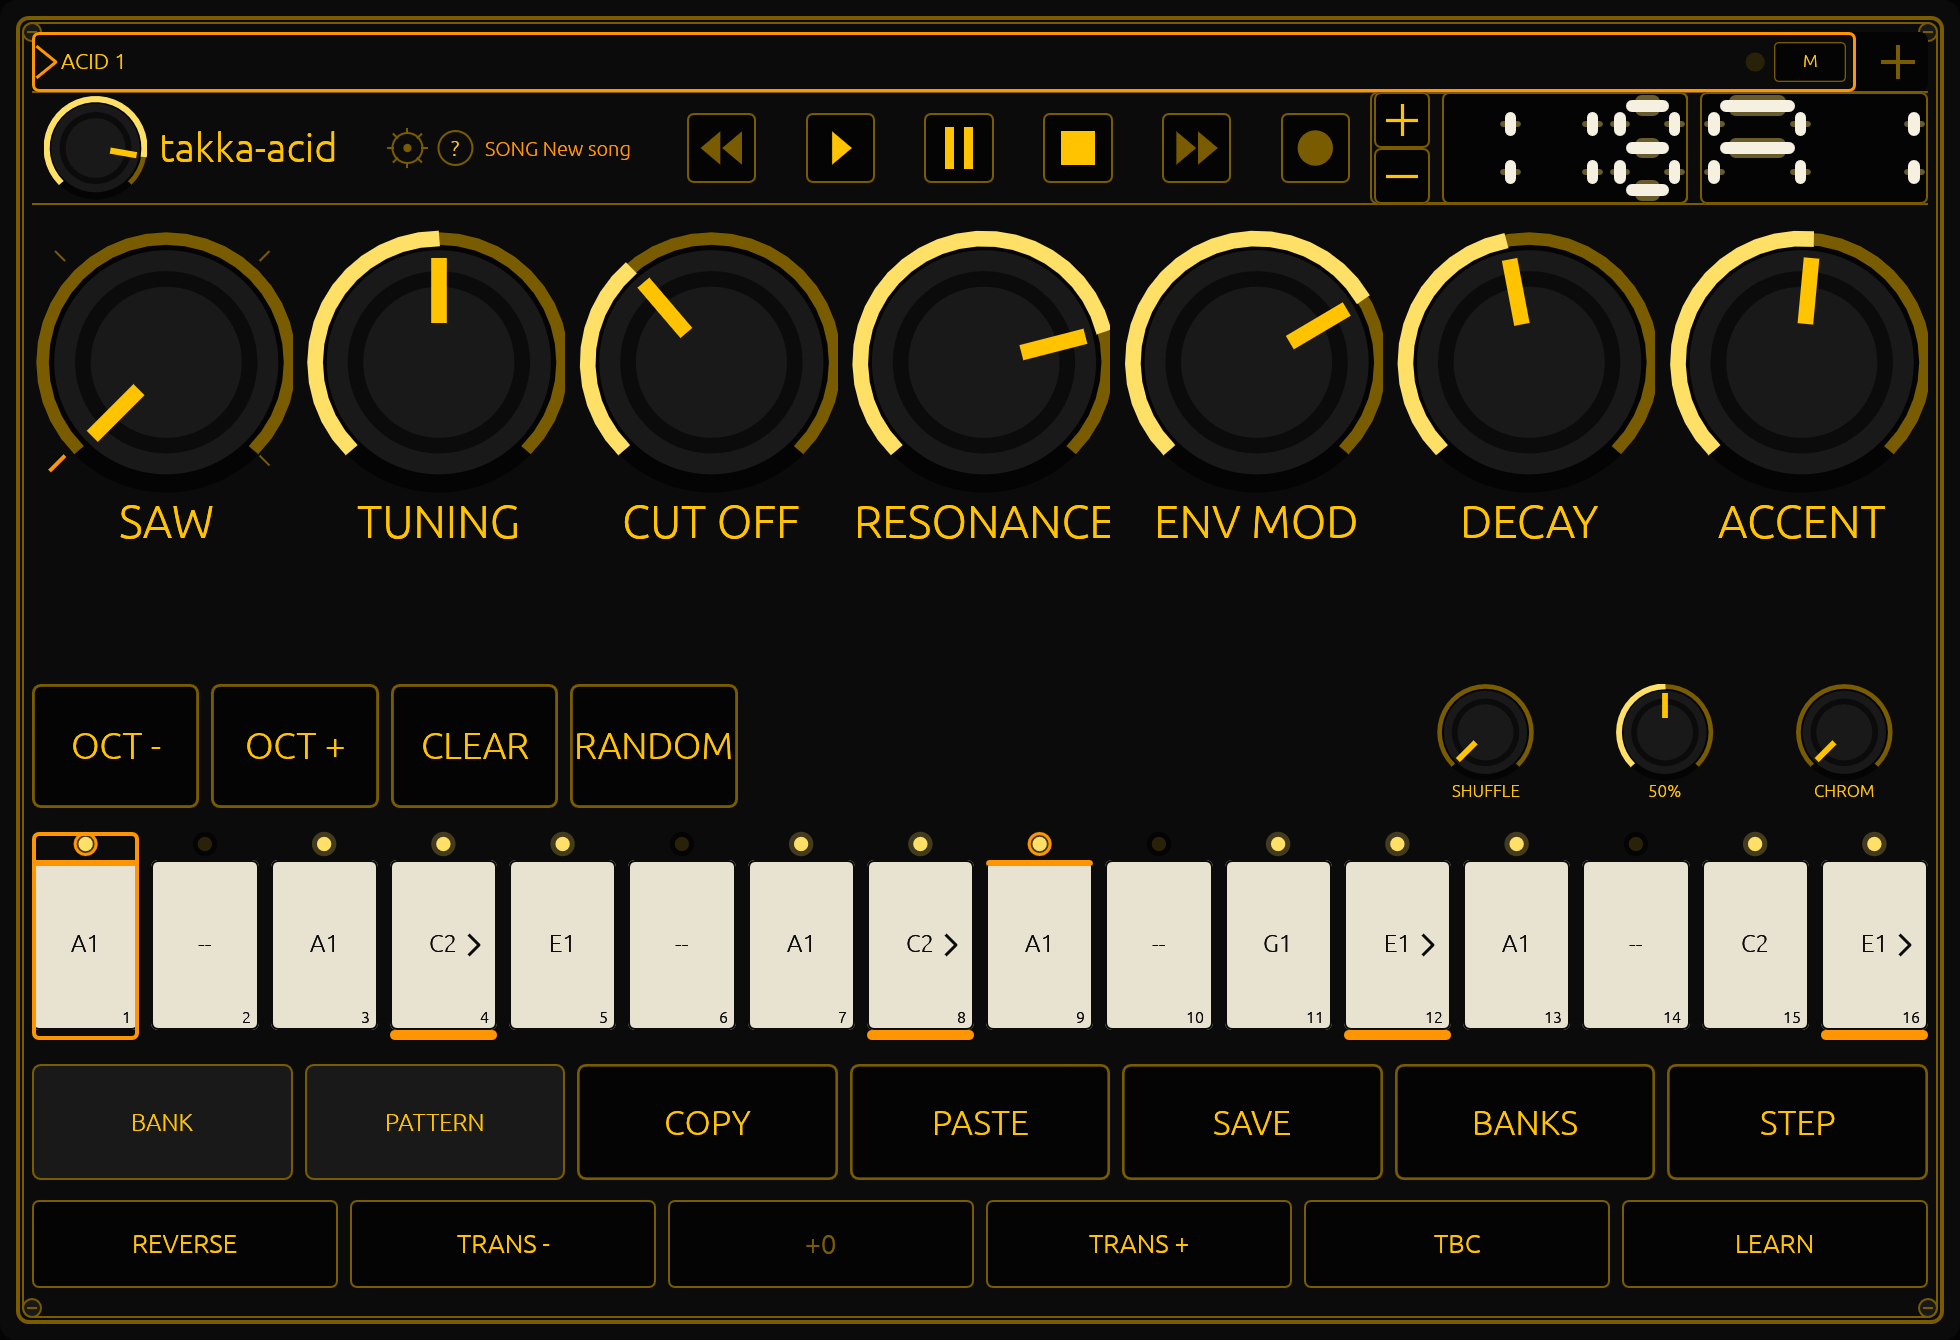 ACID 1
M
takka-acid
?
SONG New song
118
A1
SAW
TUNING
CUT OFF
RESONANCE
ENV MOD
DECAY
ACCENT
OCT -
OCT +
CLEAR
RANDOM
SHUFFLE
50%
CHROM
A1
--
A1
C2
E1
--
A1
C2
A1
--
G1
E1
A1
--
C2
E1
1
2
3
4
5
6
7
8
9
10
11
12
13
14
15
16
BANK
PATTERN
COPY
PASTE
SAVE
BANKS
STEP
REVERSE
TRANS -
+0
TRANS +
TBC
LEARN